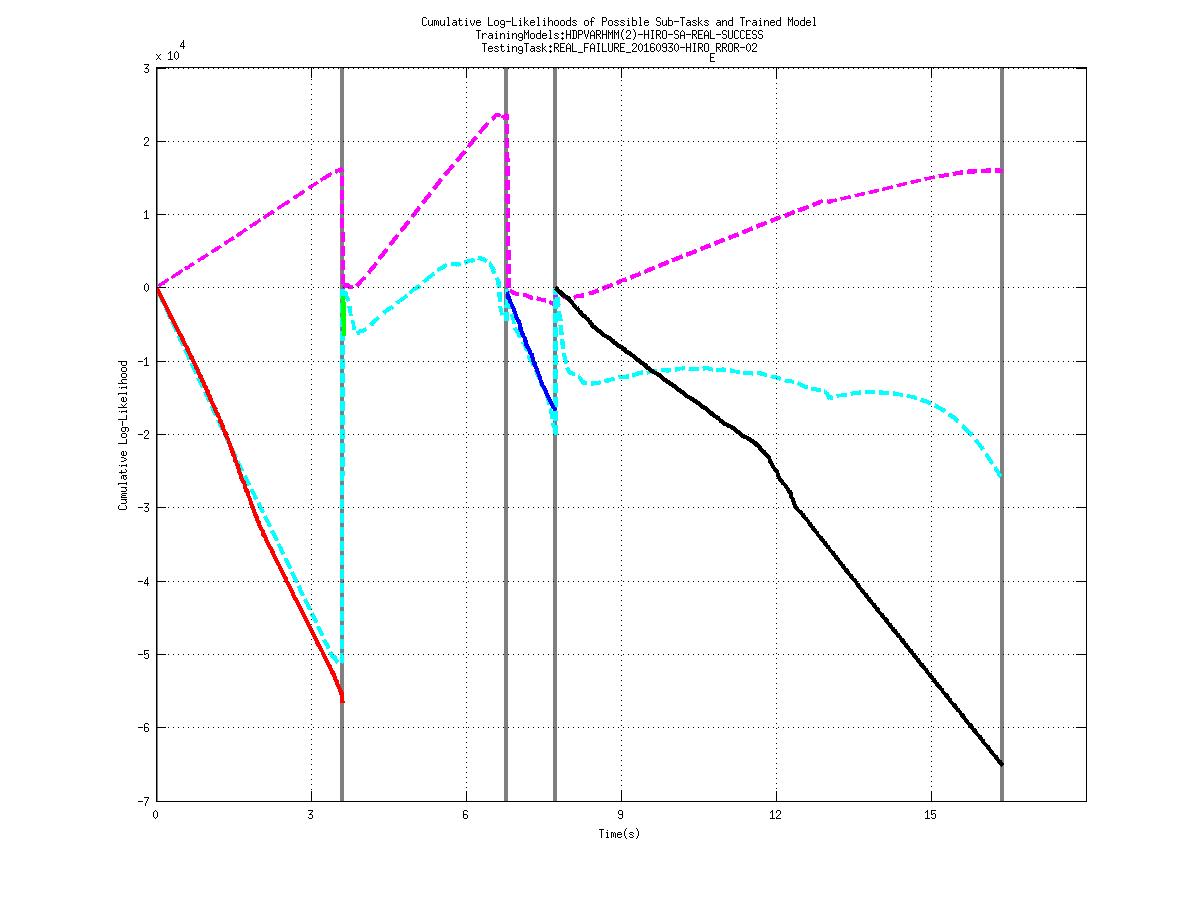 Cumulative Log-Likelihoods of Possible Sub-Tasks and Trained Model
TrainingModels:HDPVARHMM(2)-HIRO-SA-REAL-SUCCESS
TestingTask:REAL_FAILURE_20160930-HIRO_RROR-02
E
x 10^4
3
2
1
0
-1
-2
-3
-4
-5
-6
-7
Cumulative Log-Likelihood
0 3 6 9 12 15
Time(s)